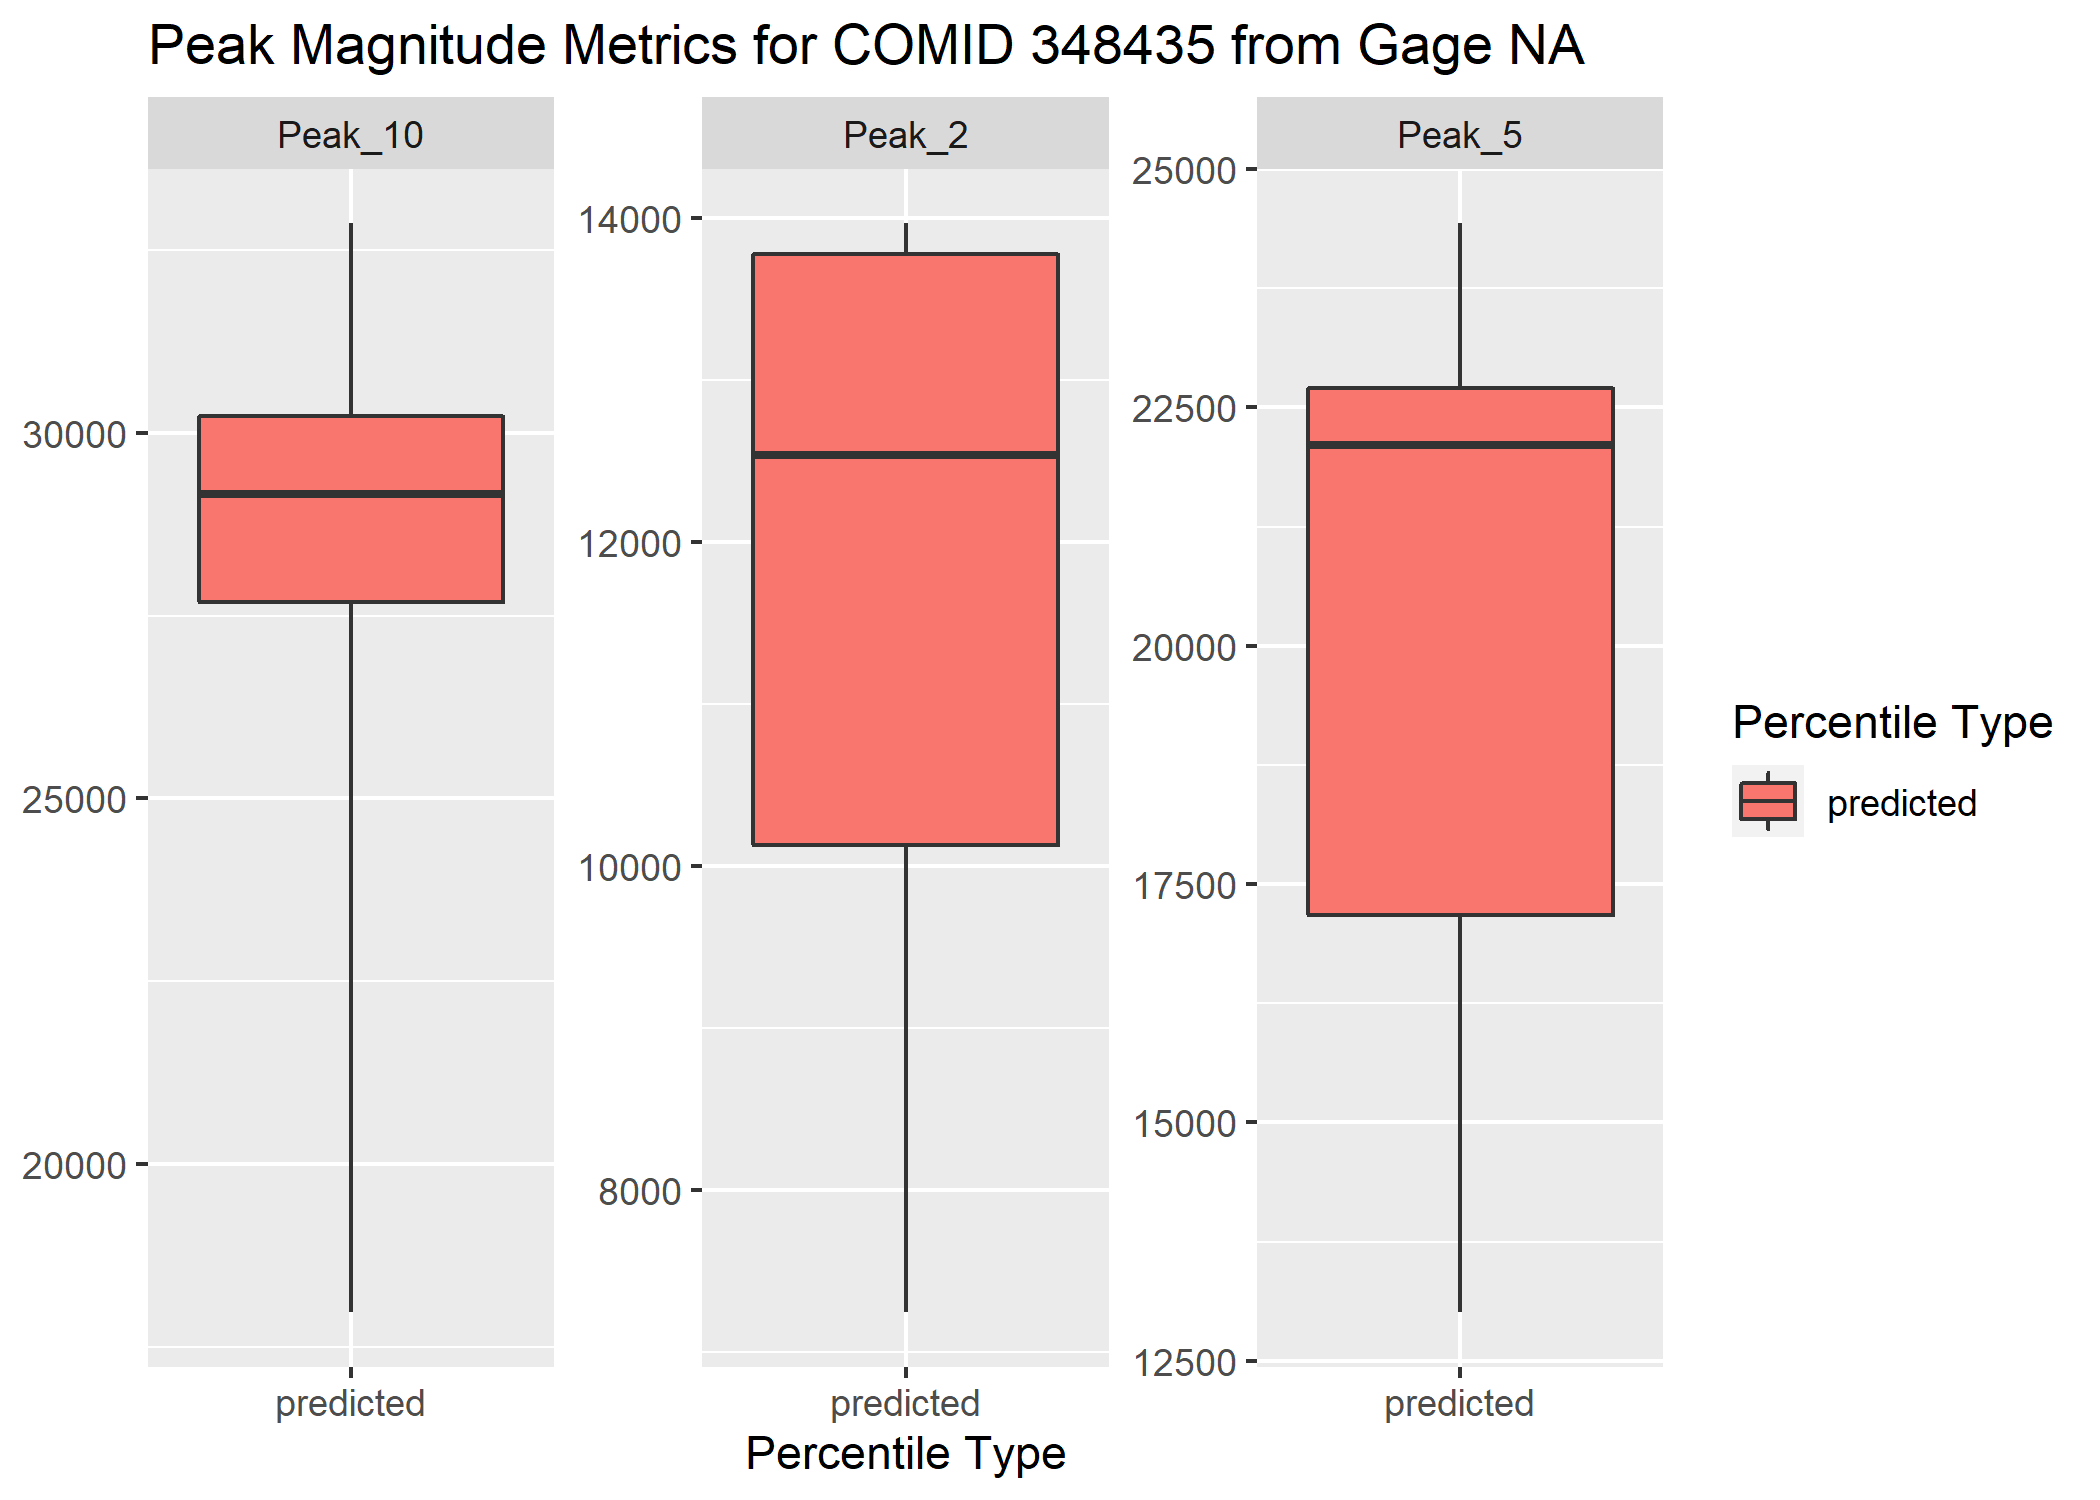 Peak Magnitude Metrics for COMID 348435 from Gage NA
Peak_10
30000
25000
20000
predicted
Peak_2
14000
12000
10000
8000
predicted
Peak_5
25000
22500
20000
17500
15000
12500
predicted
Percentile Type
Percentile Type
predicted